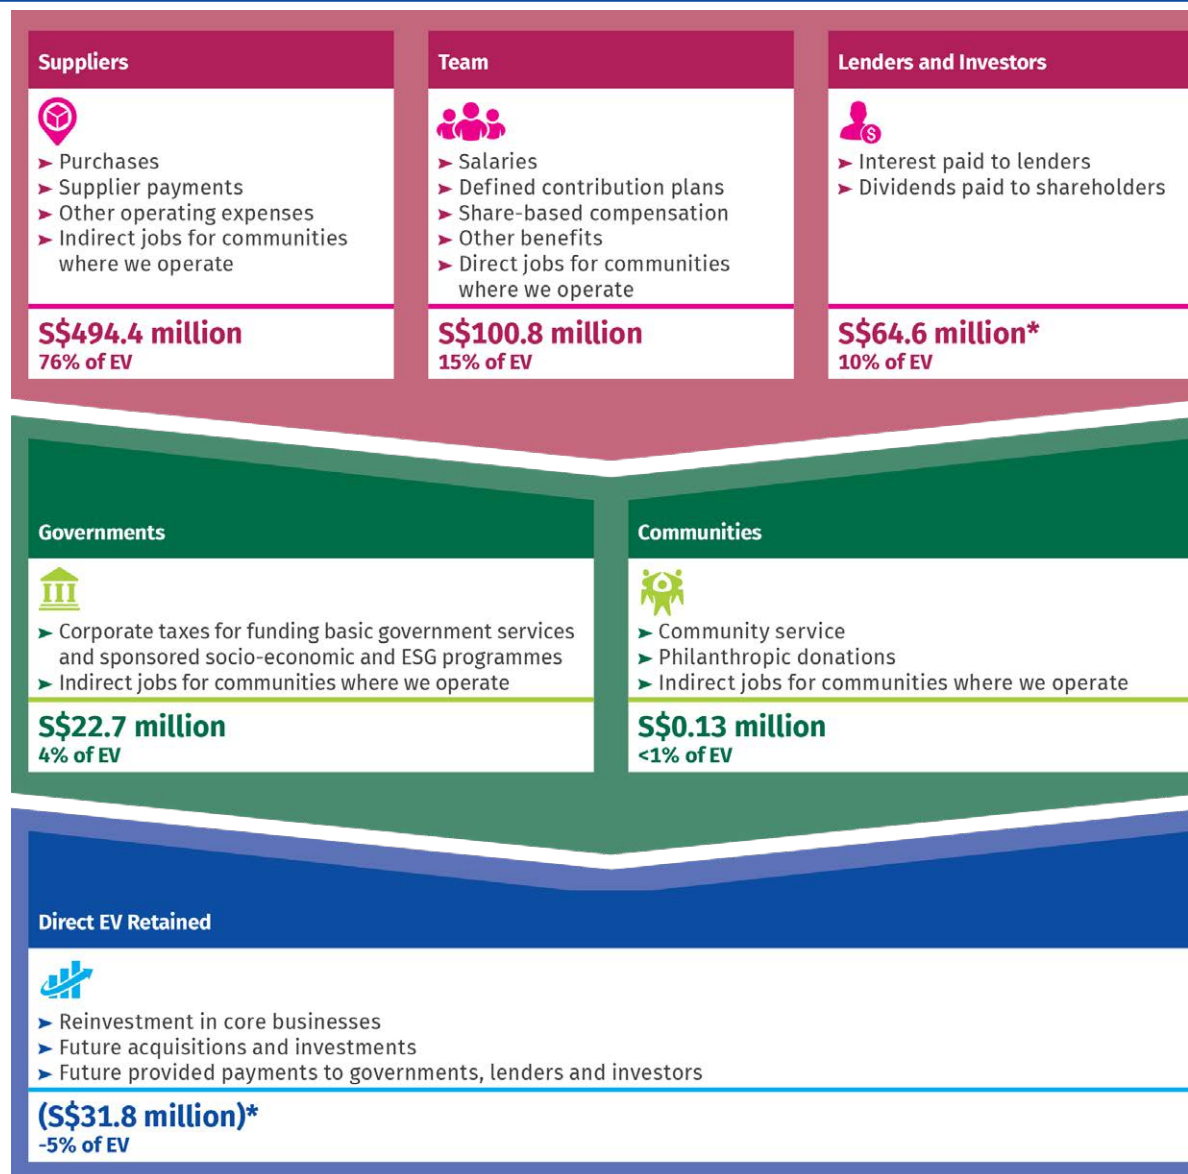 Suppliers
➤ Purchases
➤ Supplier payments
➤ Other operating expenses
➤ Indirect jobs for communities
where we operate
S$494.4 million
76% of EV
Team
➤ Salaries
➤ Defined contribution plans
➤ Share-based compensation
➤ Other benefits
➤ Direct jobs for communities
where we operate
S$100.8 million
15% of EV
Lenders and Investors
➤ Interest paid to lenders
➤ Dividends paid to shareholders
S$64.6 million*
10% of EV
Governments
➤ Corporate taxes for funding basic government services
and sponsored socio-economic and ESG programmes
➤ Indirect jobs for communities where we operate
S$22.7 million
4% of EV
Communities
➤ Community service
➤ Philanthropic donations
➤ Indirect jobs for communities where we operate
S$0.13 million
<1% of EV
Direct EV Retained
➤ Reinvestment in core businesses
➤ Future acquisitions and investments
➤ Future provided payments to governments, lenders and investors
(S$31.8 million)*
-5% of EV